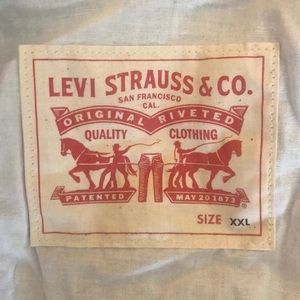 LEVI STRAUSS & CO.
SAN FRANCISCO
CAL.
ORIGINAL RIVETED
QUALITY CLOTHING
PATENTED MAY 20 1873
®
SIZE XXL